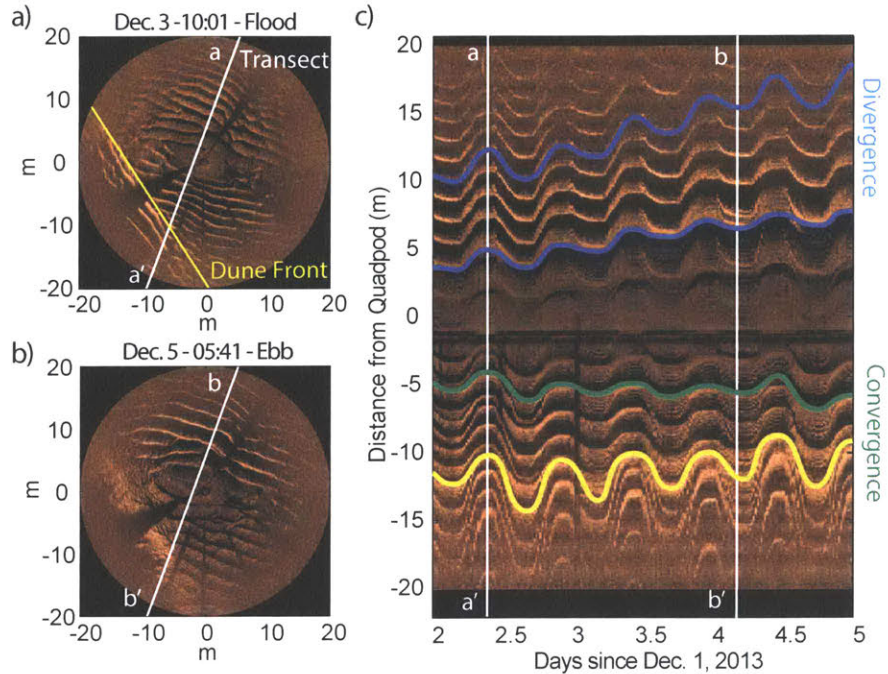 a)
Dec. 3 -10:01 - Flood
a
Transect
20
10
0
-10
-20
m
a'
Dune Front
-20 -10 0 10 20
m
b)
Dec. 5 - 05:41 - Ebb
b
20
10
0
-10
-20
m
b'
-20 -10 0 10 20
m
c)
20
15
10
5
0
-5
-10
-15
-20
Distance from Quadpod (m)
a
b
a'
b'
Divergence
Convergence
2 2.5 3 3.5 4 4.5 5
Days since Dec. 1, 2013